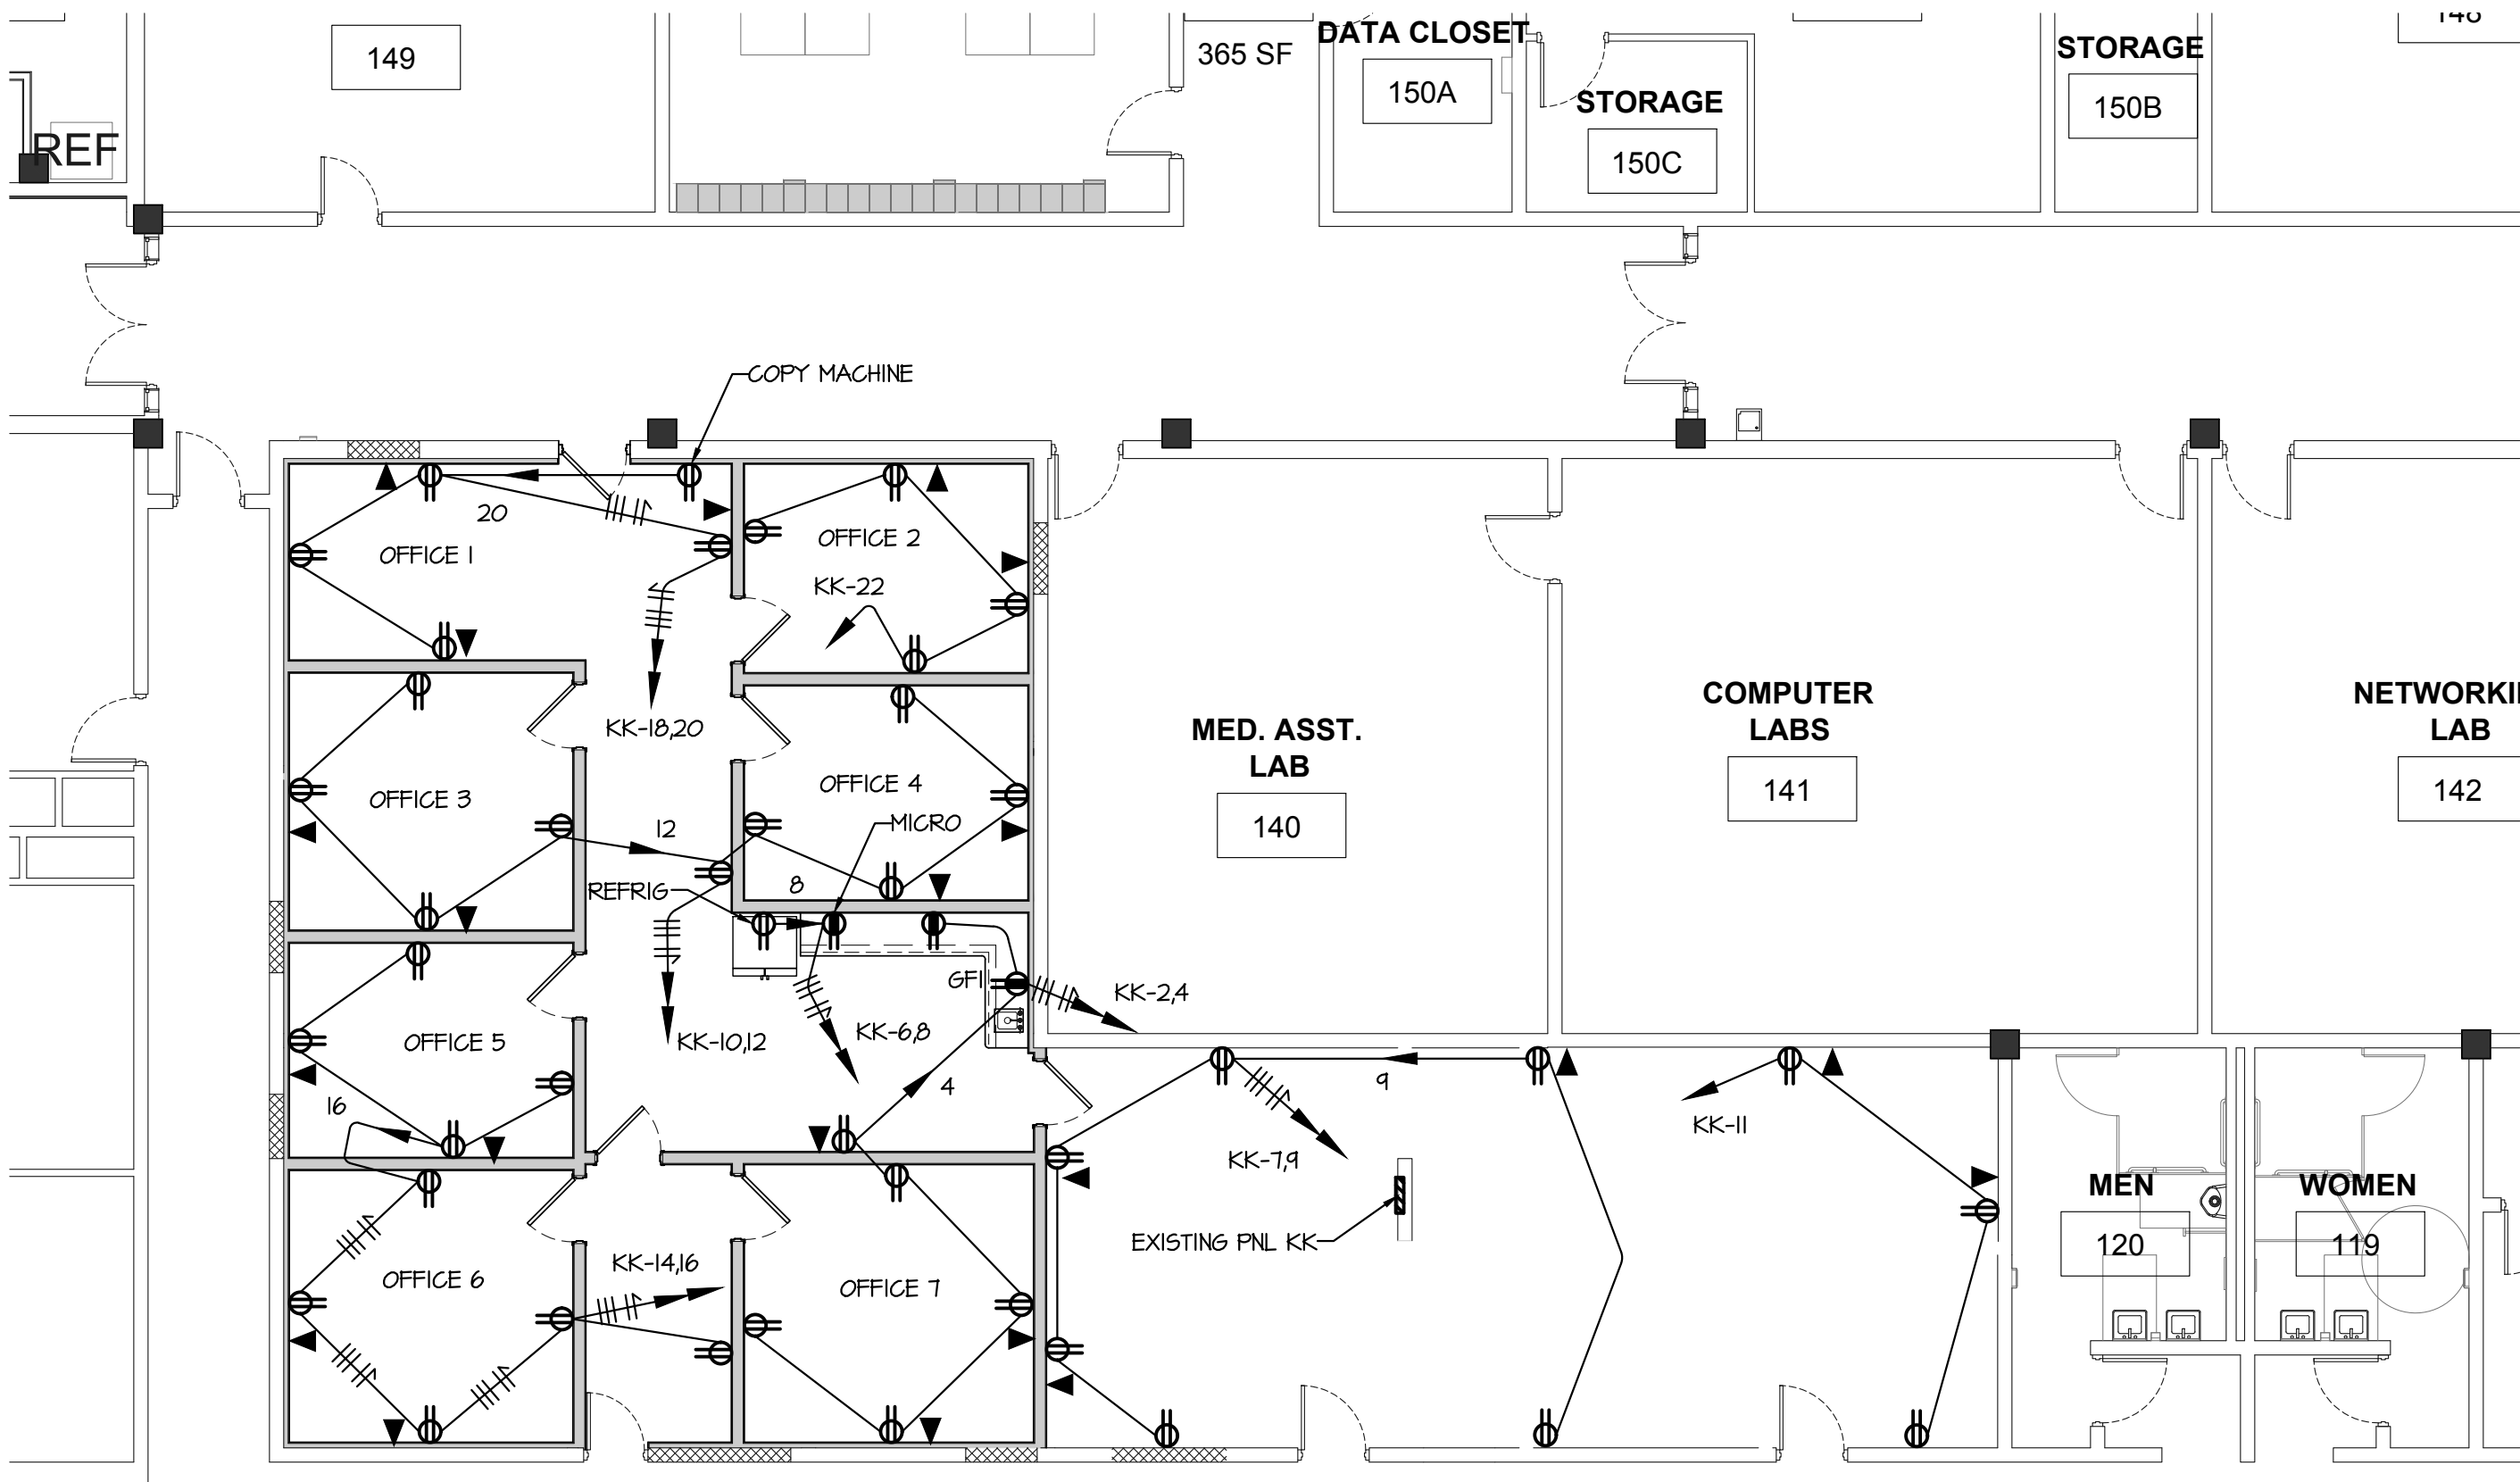 DATA CLOSET
365 SF
149
STORAGE
150A
STORAGE
150B
150C
REF
COPY MACHINE
20
OFFICE 1
OFFICE 2
KK-22
KK-18,20
MED. ASST.
LAB
140
COMPUTER
LABS
141
LAB
142
OFFICE 3
OFFICE 4
12
MICRO
REFRIG
8
GFI
KK-2,4
KK-10,12
KK-6,8
OFFICE 5
4
9
16
KK-11
KK-7,9
MEN
120
WOMEN
119
EXISTING PNL KK
KK-14,16
OFFICE 6
OFFICE 7